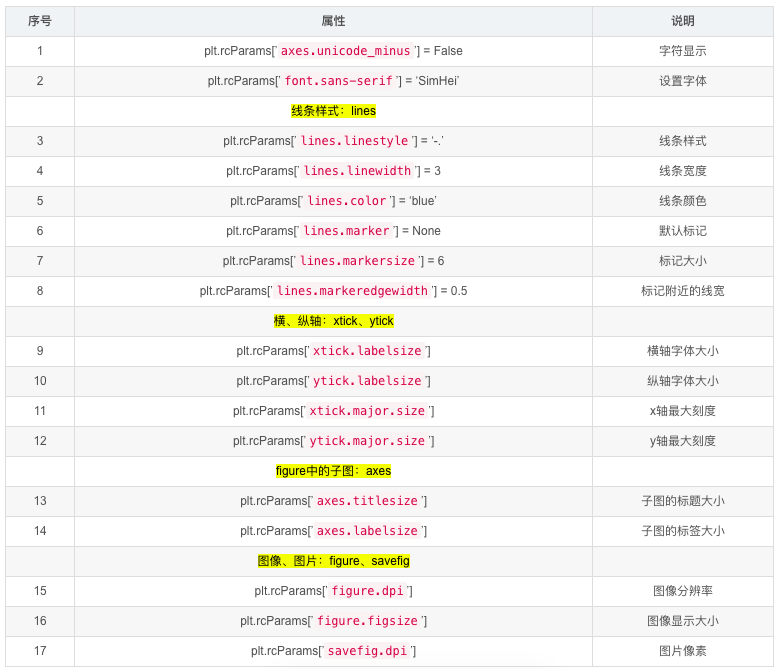 序号 属性 说明
1 plt.rcParams[' axes.unicode_minus '] = False 字符显示
2 plt.rcParams[' font.sans-serif '] = ‘SimHei’ 设置字体
线条样式：lines
3 plt.rcParams[' lines.linestyle '] = ‘-.’ 线条样式
4 plt.rcParams[' lines.linewidth '] = 3 线条宽度
5 plt.rcParams[' lines.color '] = ‘blue’ 线条颜色
6 plt.rcParams[' lines.marker '] = None 默认标记
7 plt.rcParams[' lines.markersize '] = 6 标记大小
8 plt.rcParams[' lines.markeredgewidth '] = 0.5 标记附近的线宽
横、纵轴：xtick、ytick
9 plt.rcParams[' xtick.labelsize '] 横轴字体大小
10 plt.rcParams[' ytick.labelsize '] 纵轴字体大小
11 plt.rcParams[' xtick.major.size '] x轴最大刻度
12 plt.rcParams[' ytick.major.size '] y轴最大刻度
figure中的子图：axes
13 plt.rcParams[' axes.titlesize '] 子图的标题大小
14 plt.rcParams[' axes.labelsize '] 子图的标签大小
图像、图片：figure、savefig
15 plt.rcParams[' figure.dpi '] 图像分辨率
16 plt.rcParams[' figure.figsize '] 图像显示大小
17 plt.rcParams[' savefig.dpi '] 图片像素